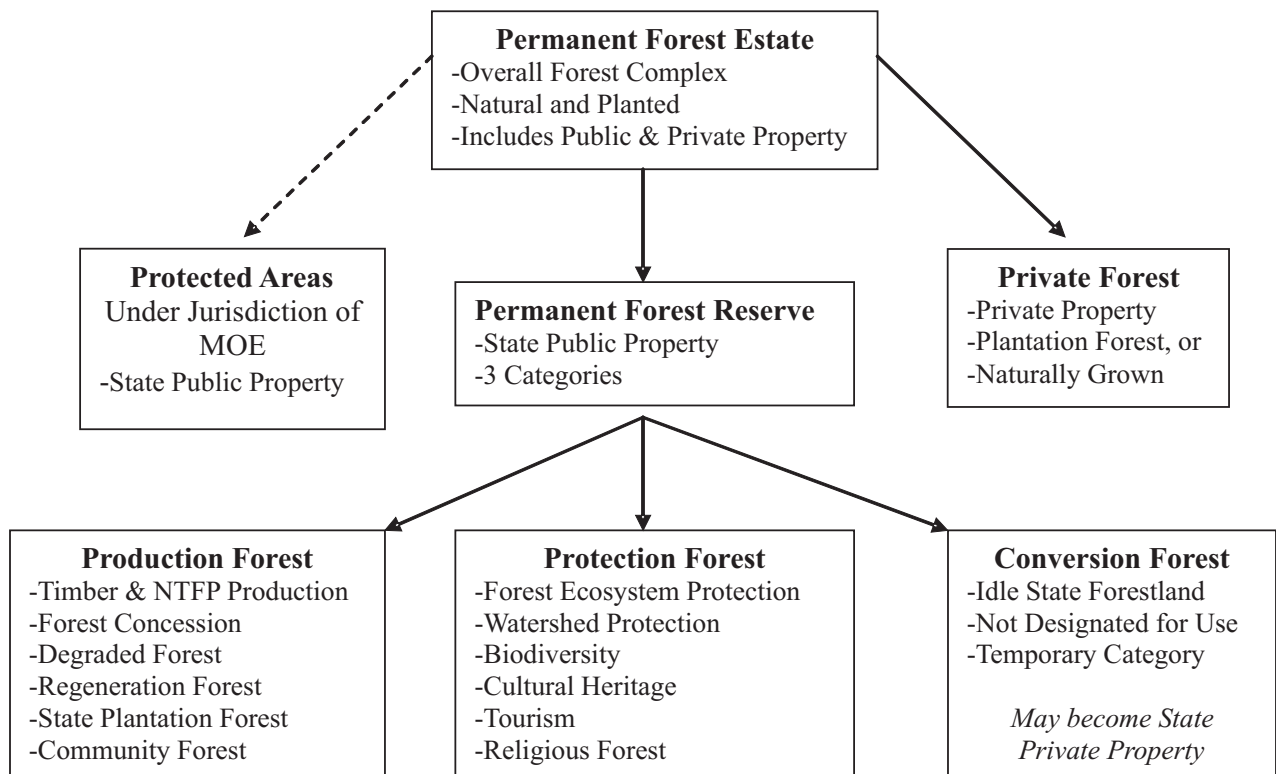 Permanent Forest Estate
-Overall Forest Complex
-Natural and Planted
-Includes Public & Private Property
Protected Areas
Under Jurisdiction of
MOE
-State Public Property
Permanent Forest Reserve
-State Public Property
-3 Categories
Private Forest
-Private Property
-Plantation Forest, or
-Naturally Grown
Production Forest
-Timber & NTFP Production
-Forest Concession
-Degraded Forest
-Regeneration Forest
-State Plantation Forest
-Community Forest
Protection Forest
-Forest Ecosystem Protection
-Watershed Protection
-Biodiversity
-Cultural Heritage
-Tourism
-Religious Forest
Conversion Forest
-Idle State Forestland
-Not Designated for Use
-Temporary Category
May become State
Private Property